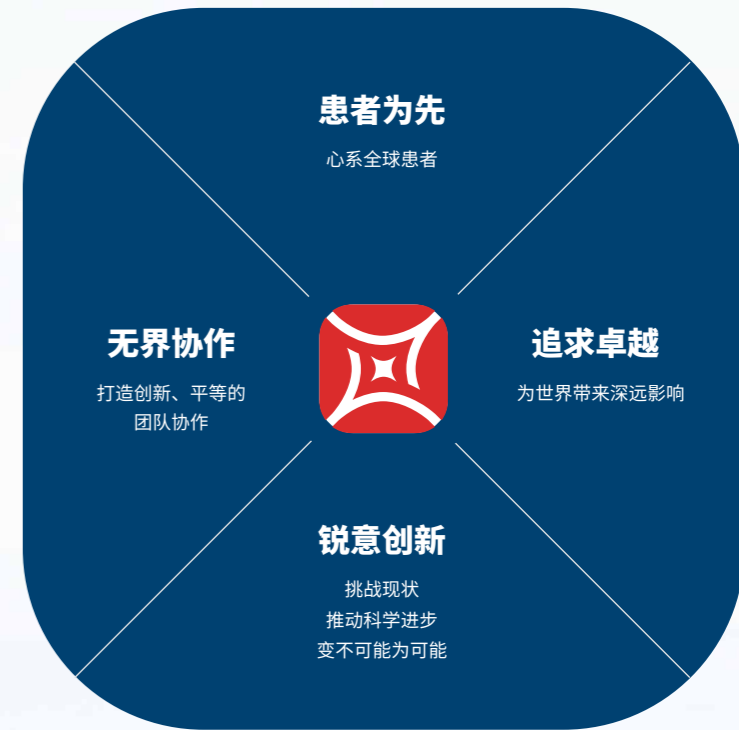 患者为先
心系全球患者
无界协作
打造创新、平等的
团队协作
追求卓越
为世界带来深远影响
锐意创新
挑战现状
推动科学进步
变不可能为可能